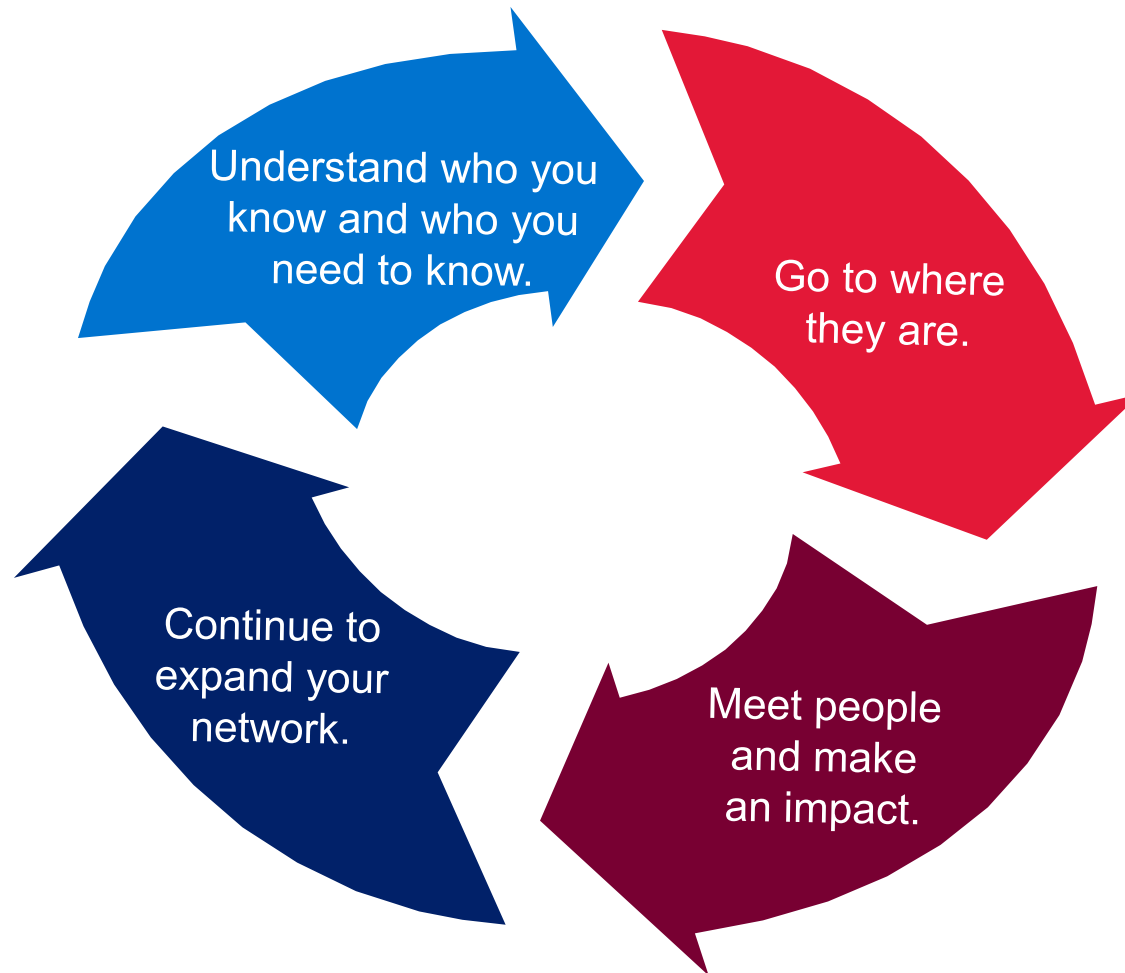 Understand who you
know and who you
need to know.
Go to where
they are.
Meet people
and make
an impact.
Continue to
expand your
network.